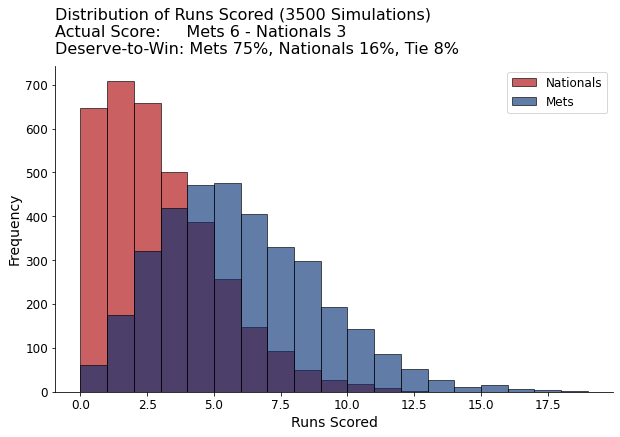 Distribution of Runs Scored (3500 Simulations)
Actual Score:     Mets 6 - Nationals 3
Deserve-to-Win: Mets 75%, Nationals 16%, Tie 8%
Nationals
Mets
Frequency
700
600
500
400
300
200
100
0
0.0 2.5 5.0 7.5 10.0 12.5 15.0 17.5
Runs Scored